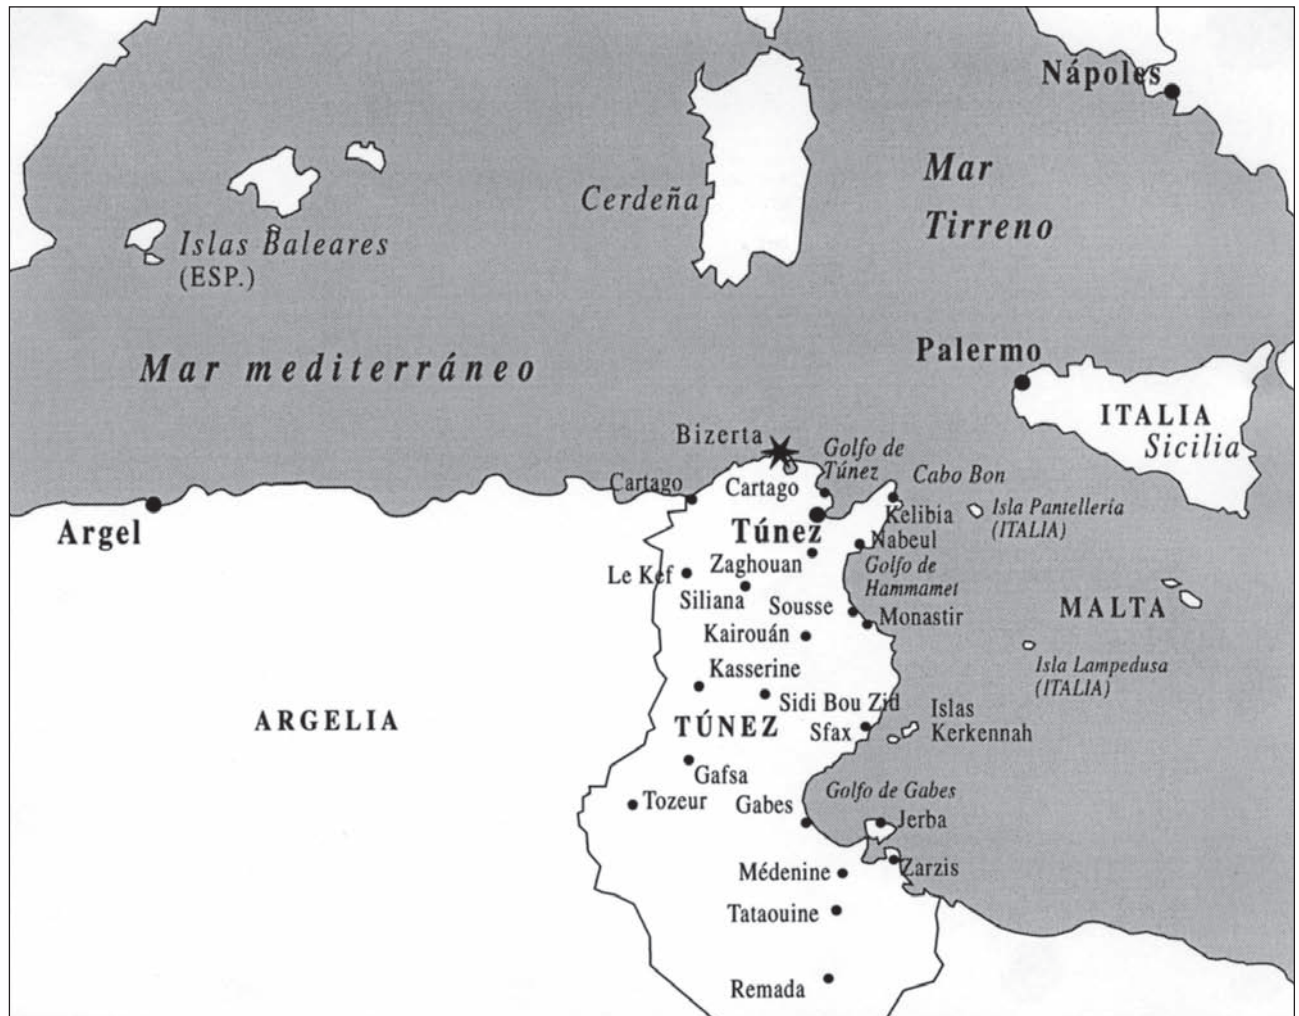 Nápoles
Mar
Tirreno
Cerdeña
Islas Baleares
(ESP.)
Mar mediterráneo
Palermo
ITALIA
Sicilia
Bizerta
Golfo de
Túnez
Cartago
Cartago
Cabo Bon
Argel
Túnez
Kelibia
Isla Pantellería
(ITALIA)
Nabeul
Zaghouan
Le Kef
Golfo de
Hammamet
Siliana
Sousse
Monastir
MALTA
Kairouán
Kasserine
Isla Lampedusa
(ITALIA)
Sidi Bou Zid
ARGELIA
TÚNEZ
Sfax
Islas
Kerkennah
Gafsa
Tozeur
Gabes
Golfo de Gabes
Jerba
Médenine
Zarzis
Tataouine
Remada